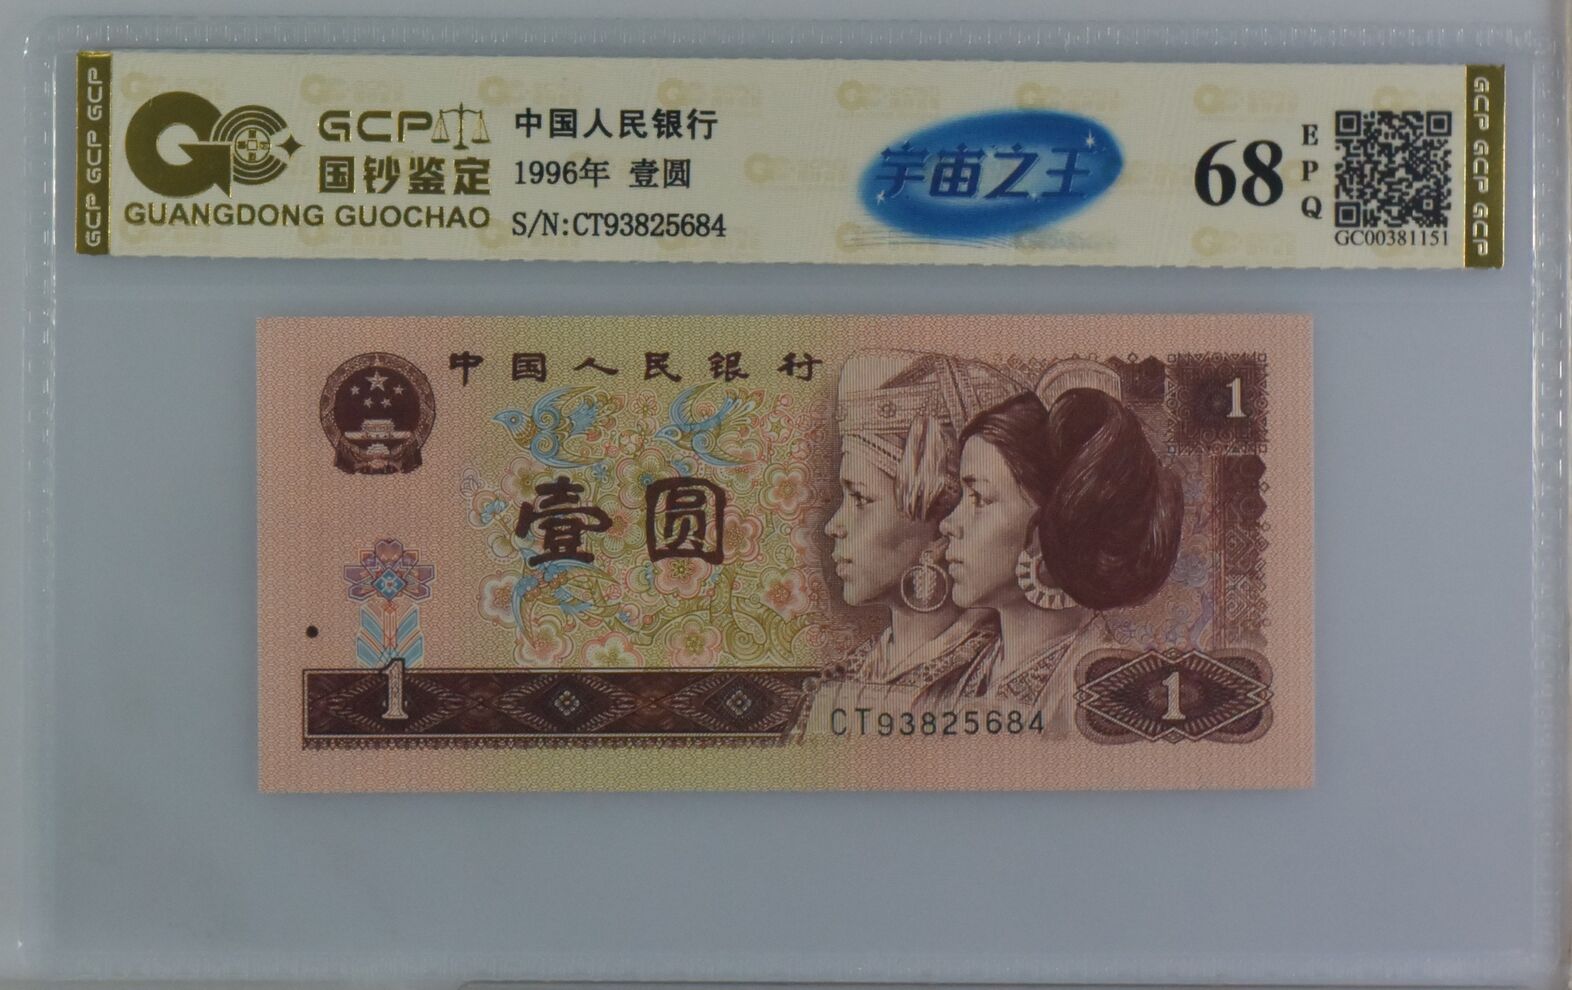 GCP GCP GCP
GCP
国钞鉴定
GUANGDONG GUOCHAO
中国人民银行
1996年 壹圆
S/N:CT93825684
宇宙之王
68
EPQ
GC00381151
GCP GCP GCP
中国人民银行
1
壹圆
1
1
CT93825684